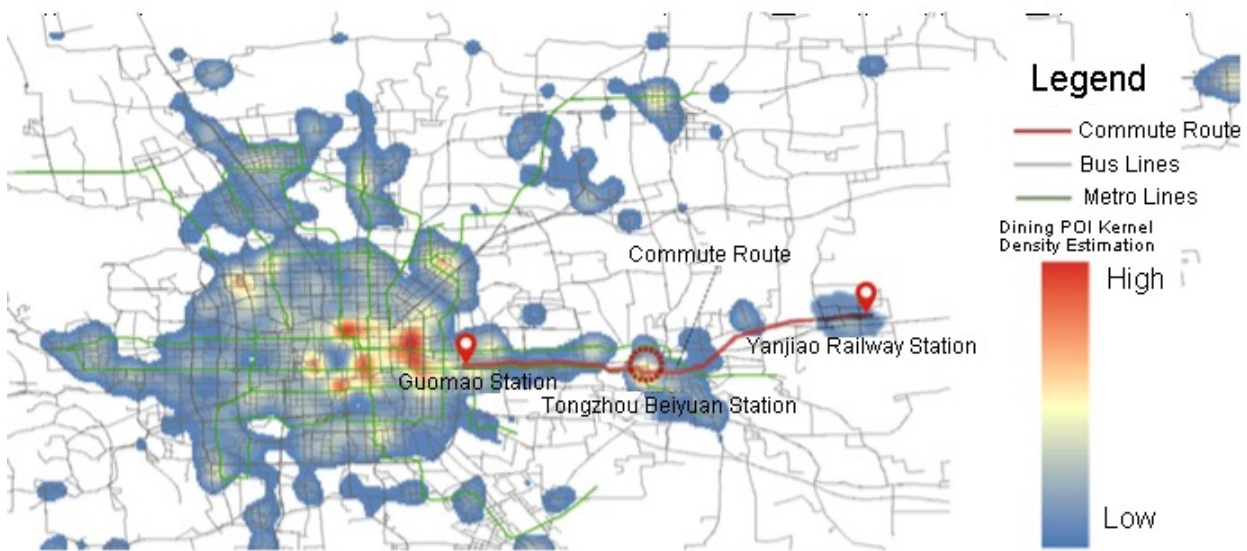 Legend
Commute Route
Bus Lines
Metro Lines
Dining POI Kernel
Density Estimation
High
Low
Commute Route
Yanjiao Railway Station
Guomao Station
Tongzhou Beiyuan Station